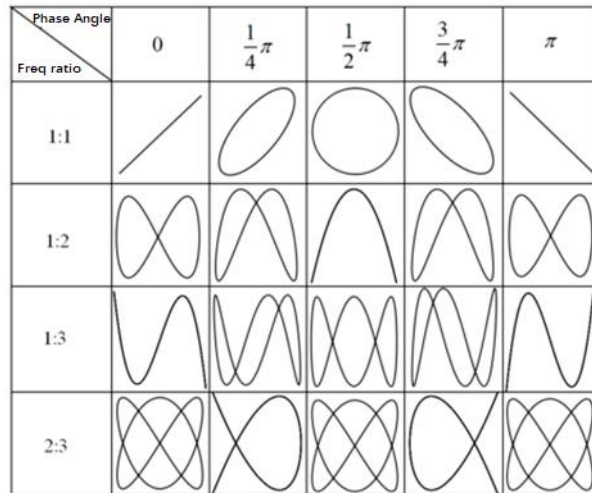 Phase Angle
Freq ratio
0
1/4 π
1/2 π
3/4 π
π
1:1
1:2
1:3
2:3